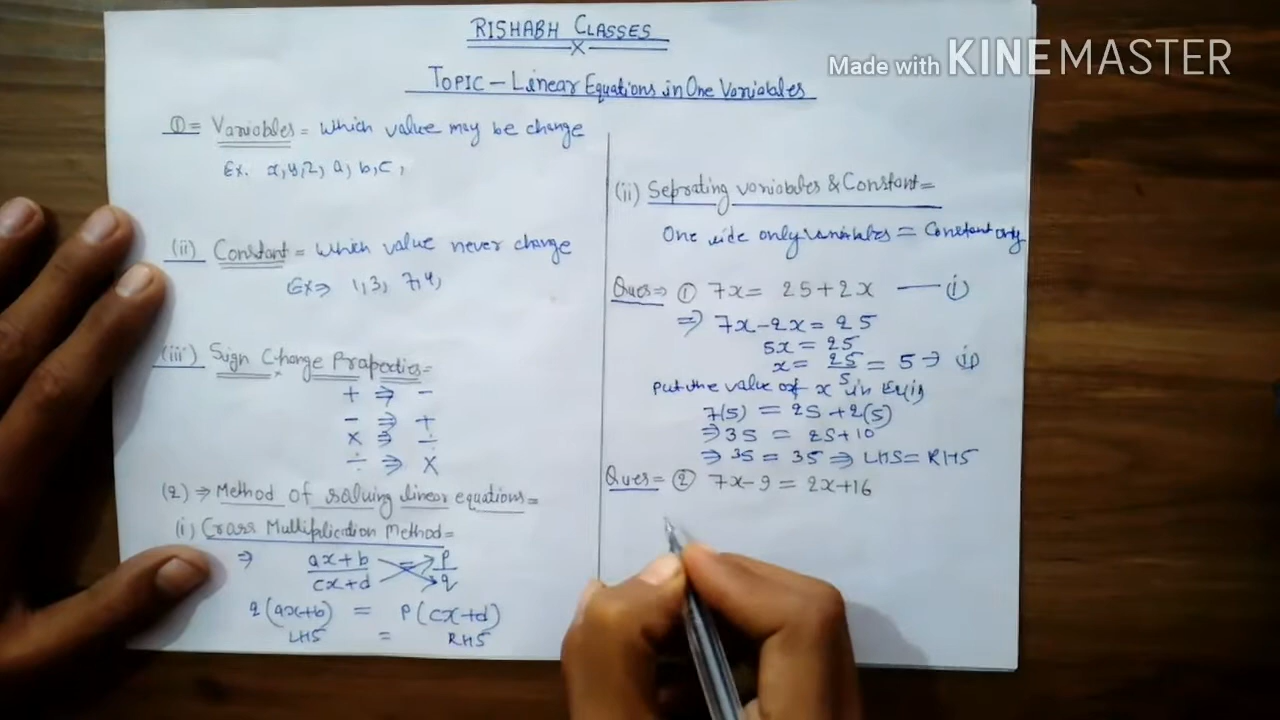 RISHABH CLASSES
x
Made with KINEMASTER
TOPIC - Linear Equations in One Variables
① = Variables = Which value may be change
Ex. x, y, z, a, b, c,
(ii) Constant = Which value never change
Ex ⇒ 1, 3, 7, 4,
(iii) Sign Change Properties =
+ ⇒ -
- ⇒ +
× ⇒ ÷
÷ ⇒ ×
(2) ⇒ Method of solving linear equations =
(i) Cross Multiplication Method =
⇒ ax+b / cx+d = p / q
q(ax+b) = p(cx+d)
LHS = RHS
(ii) Seprating variables & Constant =
One side only variables = Constant only
Ques ⇒ ① 7x = 25+2x — (i)
⇒ 7x-2x = 25
5x = 25
x = 25/5 = 5 → (ii)
Put the value of x in Eq(i)
7(5) = 25+2(5)
⇒ 35 = 25+10
⇒ 35 = 35 ⇒ LHS = RHS
Ques = ② 7x-9 = 2x+16